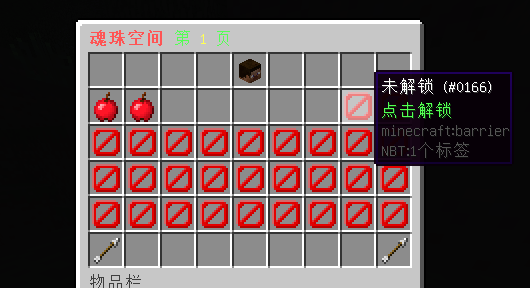 魂珠空间 第 1 页
未解锁 (#0166)
点击解锁
minecraft:barrier
NBT:1个标签
物品栏